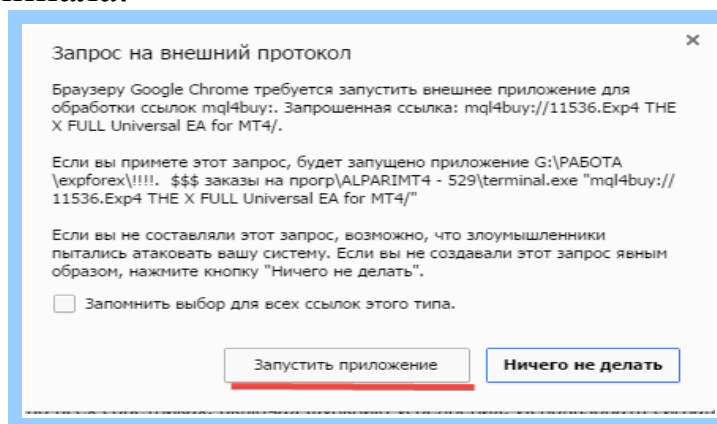 Запрос на внешний протокол
Браузеру Google Chrome требуется запустить внешнее приложение для
обработки ссылок mql4buy:. Запрошенная ссылка: mql4buy://11536.Exp4 THE
X FULL Universal EA for MT4/.
Если вы примете этот запрос, будет запущено приложение G:\РАБОТА
\expforex\!!!!. $$$ заказы на прогр\ALPARIMT4 - 529\terminal.exe "mql4buy://
11536.Exp4 THE X FULL Universal EA for MT4/"
Если вы не составляли этот запрос, возможно, что злоумышленники
пытались атаковать вашу систему. Если вы не создавали этот запрос явным
образом, нажмите кнопку "Ничего не делать".
Запомнить выбор для всех ссылок этого типа.
Запустить приложение Ничего не делать